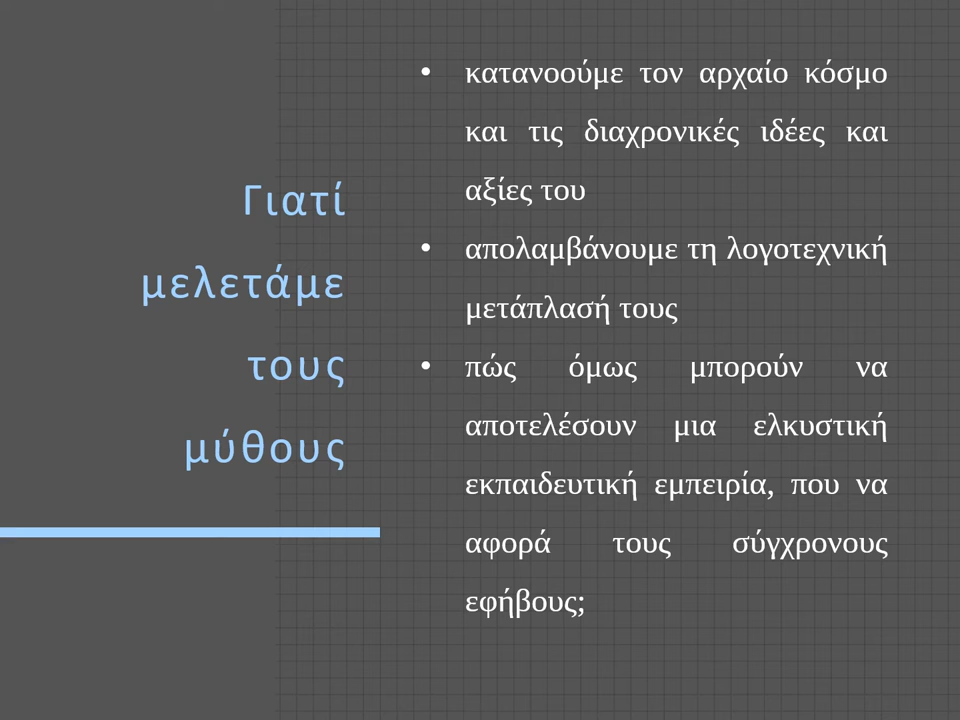 Γιατί
μελετάμε
τους
μύθους
• κατανοούμε τον αρχαίο κόσμο
και τις διαχρονικές ιδέες και
αξίες του
• απολαμβάνουμε τη λογοτεχνική
μετάπλασή τους
• πώς όμως μπορούν να
αποτελέσουν μια ελκυστική
εκπαιδευτική εμπειρία, που να
αφορά τους σύγχρονους
εφήβους;